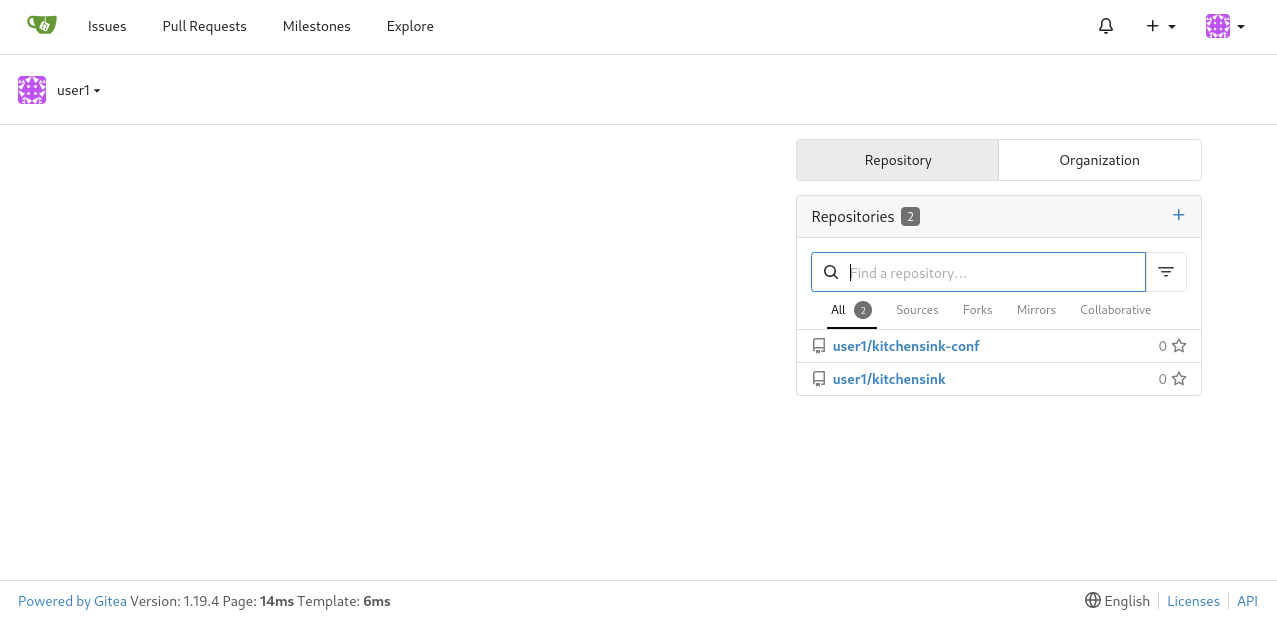 Issues Pull Requests Milestones Explore
user1
Repository Organization
Repositories 2
Find a repository...
All 2 Sources Forks Mirrors Collaborative
user1/kitchensink-conf 0
user1/kitchensink 0
Powered by Gitea Version: 1.19.4 Page: 14ms Template: 6ms English Licenses API